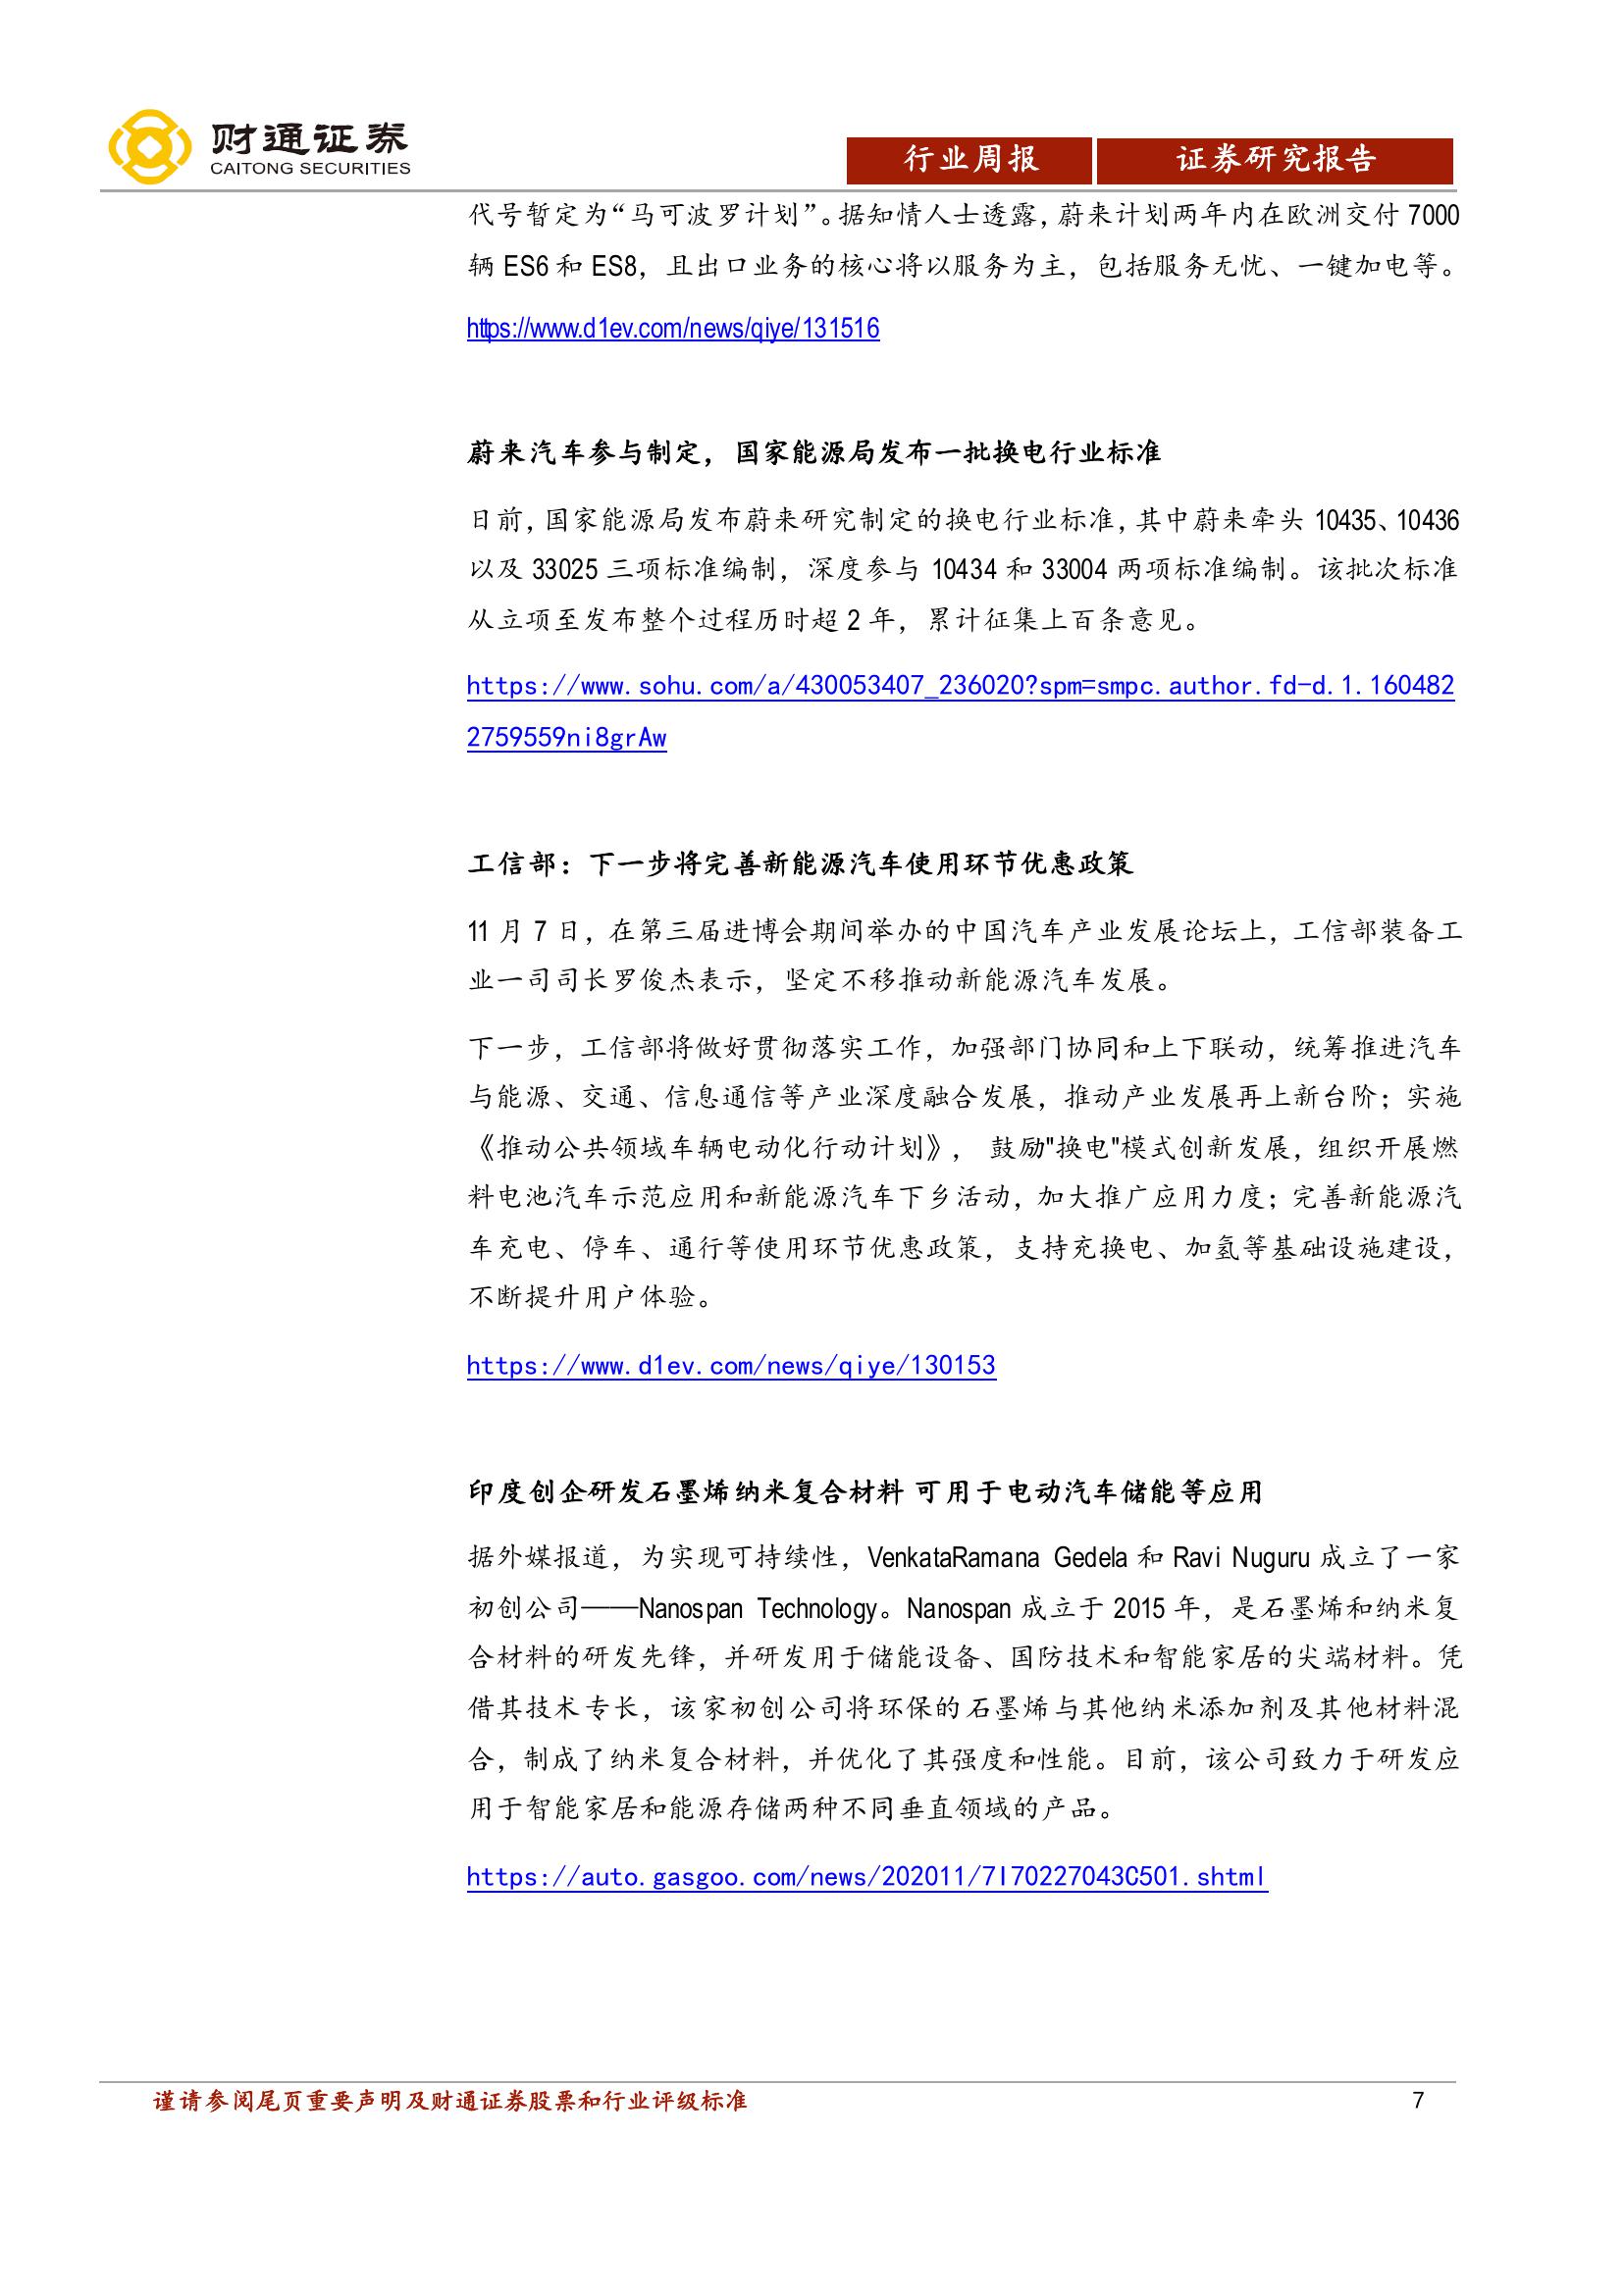 财通证券
CAITONG SECURITIES
行业周报
证券研究报告
代号暂定为“马可波罗计划”。据知情人士透露，蔚来计划两年内在欧洲交付 7000
辆 ES6 和 ES8，且出口业务的核心将以服务为主，包括服务无忧、一键加电等。
https://www.d1ev.com/news/qiye/131516
蔚来汽车参与制定，国家能源局发布一批换电行业标准
日前，国家能源局发布蔚来研究制定的换电行业标准，其中蔚来牵头 10435、10436
以及 33025 三项标准编制，深度参与 10434 和 33004 两项标准编制。该批次标准
从立项至发布整个过程历时超 2 年，累计征集上百条意见。
https://www.sohu.com/a/430053407_236020?spm=smpc.author.fd-d.1.160482
2759559ni8grAw
工信部：下一步将完善新能源汽车使用环节优惠政策
11 月 7 日，在第三届进博会期间举办的中国汽车产业发展论坛上，工信部装备工
业一司司长罗俊杰表示，坚定不移推动新能源汽车发展。
下一步，工信部将做好贯彻落实工作，加强部门协同和上下联动，统筹推进汽车
与能源、交通、信息通信等产业深度融合发展，推动产业发展再上新台阶；实施
《推动公共领域车辆电动化行动计划》， 鼓励"换电"模式创新发展，组织开展燃
料电池汽车示范应用和新能源汽车下乡活动，加大推广应用力度；完善新能源汽
车充电、停车、通行等使用环节优惠政策，支持充换电、加氢等基础设施建设，
不断提升用户体验。
https://www.d1ev.com/news/qiye/130153
印度创企研发石墨烯纳米复合材料 可用于电动汽车储能等应用
据外媒报道，为实现可持续性，VenkataRamana Gedela 和 Ravi Nuguru 成立了一家
初创公司——Nanospan Technology。Nanospan 成立于 2015 年，是石墨烯和纳米复
合材料的研发先锋，并研发用于储能设备、国防技术和智能家居的尖端材料。凭
借其技术专长，该家初创公司将环保的石墨烯与其他纳米添加剂及其他材料混
合，制成了纳米复合材料，并优化了其强度和性能。目前，该公司致力于研发应
用于智能家居和能源存储两种不同垂直领域的产品。
https://auto.gasgoo.com/news/202011/7I70227043C501.shtml
谨请参阅尾页重要声明及财通证券股票和行业评级标准
7